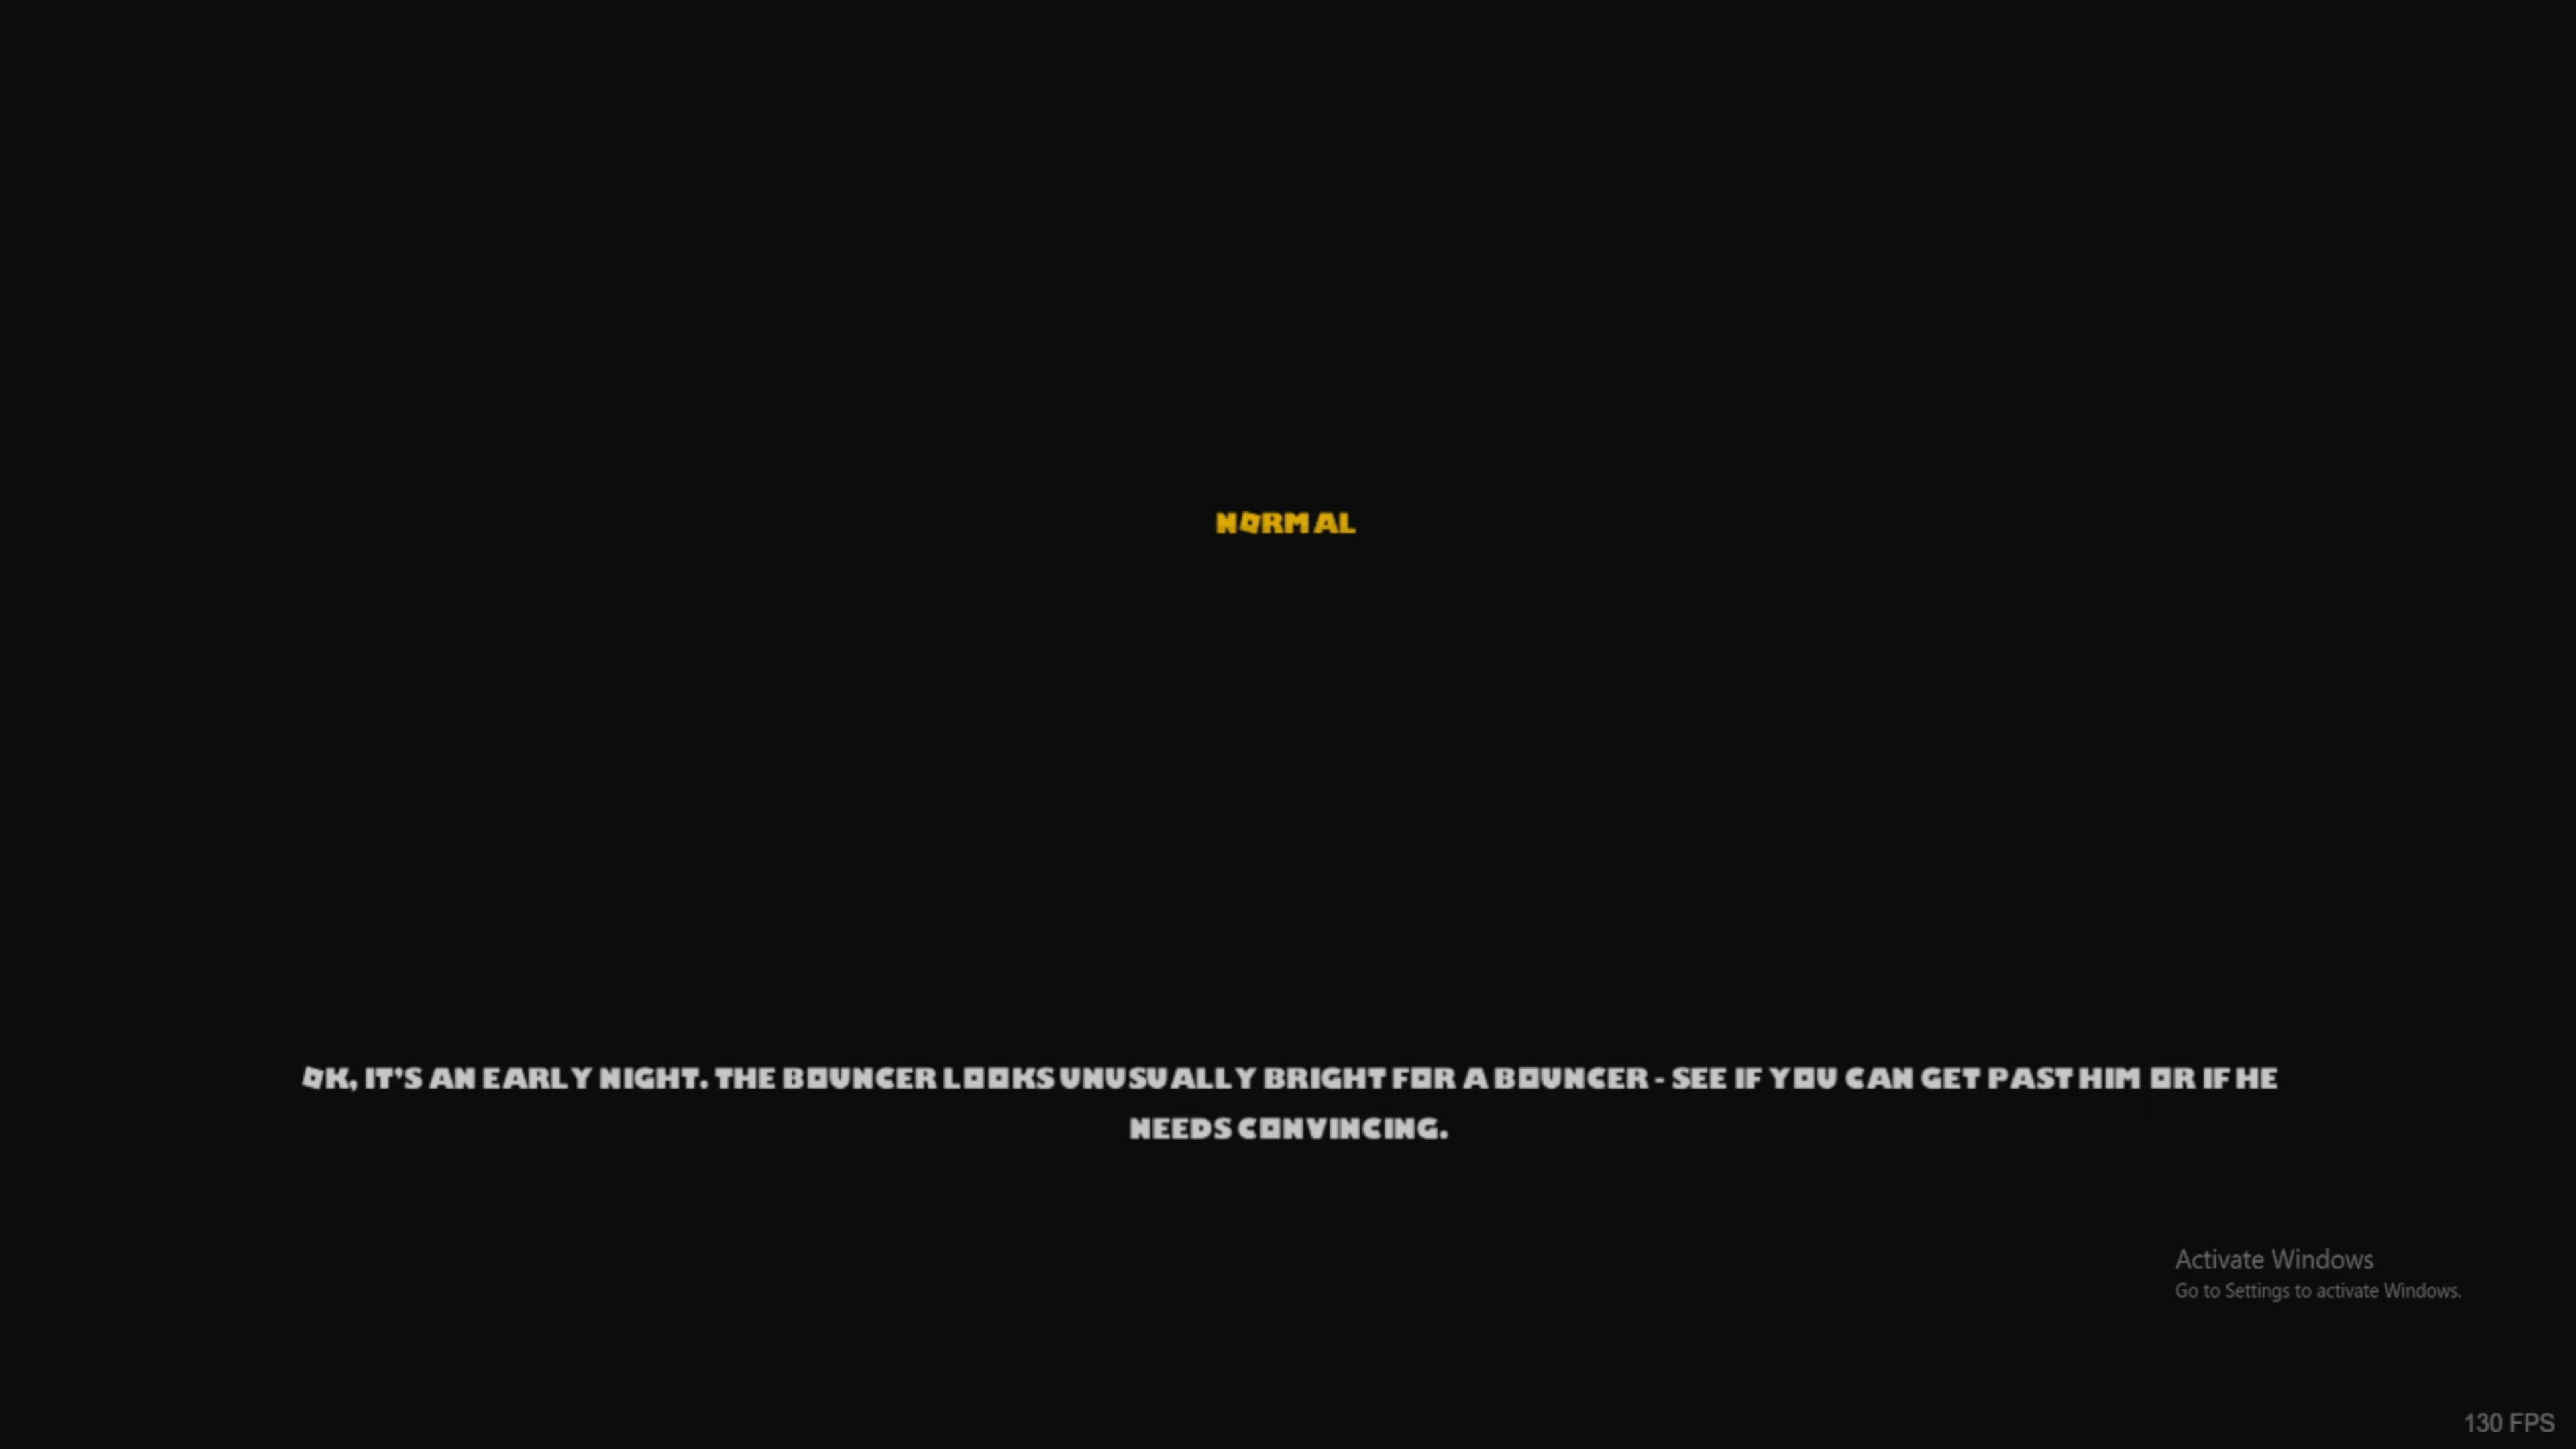 NORMAL
OK, IT'S AN EARLY NIGHT. THE BOUNCER LOOKS UNUSUALLY BRIGHT FOR A BOUNCER - SEE IF YOU CAN GET PAST HIM OR IF HE
NEEDS CONVINCING.
Activate Windows
Go to Settings to activate Windows.
130 FPS